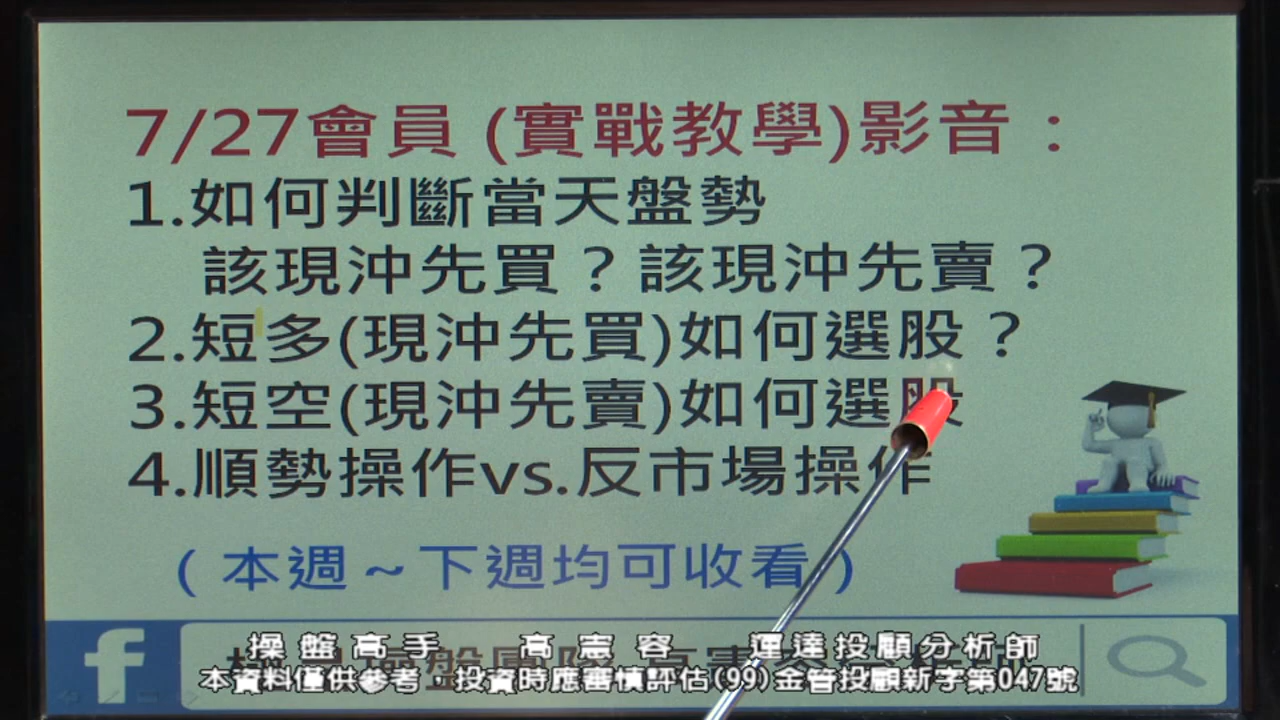 7/27會員 (實戰教學)影音：
1.如何判斷當天盤勢
該現沖先買？該現沖先賣？
2.短多(現沖先買)如何選股？
3.短空(現沖先賣)如何選股
4.順勢操作vs.反市場操作
(本週~下週均可收看)
f
操盤高手 高憲容 運達投顧分析師
本資料僅供參考，投資時應審慎評估(99)金管投顧新字第047號